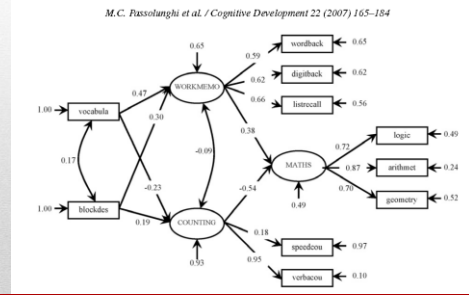 M.C. Passolunghi et al. / Cognitive Development 22 (2007) 165–184
0.65
wordback
0.65
0.59
digitback
0.62
0.62
WORKMEMO
0.66
listrecall
0.56
0.47
1.00
vocabula
0.30
0.38
logic
0.49
0.72
0.17
-0.09
MATHS
0.87
arithmet
0.24
-0.23
-0.54
0.70
geometry
0.52
1.00
blockdes
0.19
0.49
COUNTING
0.18
speedcou
0.97
0.93
0.95
verbacou
0.10